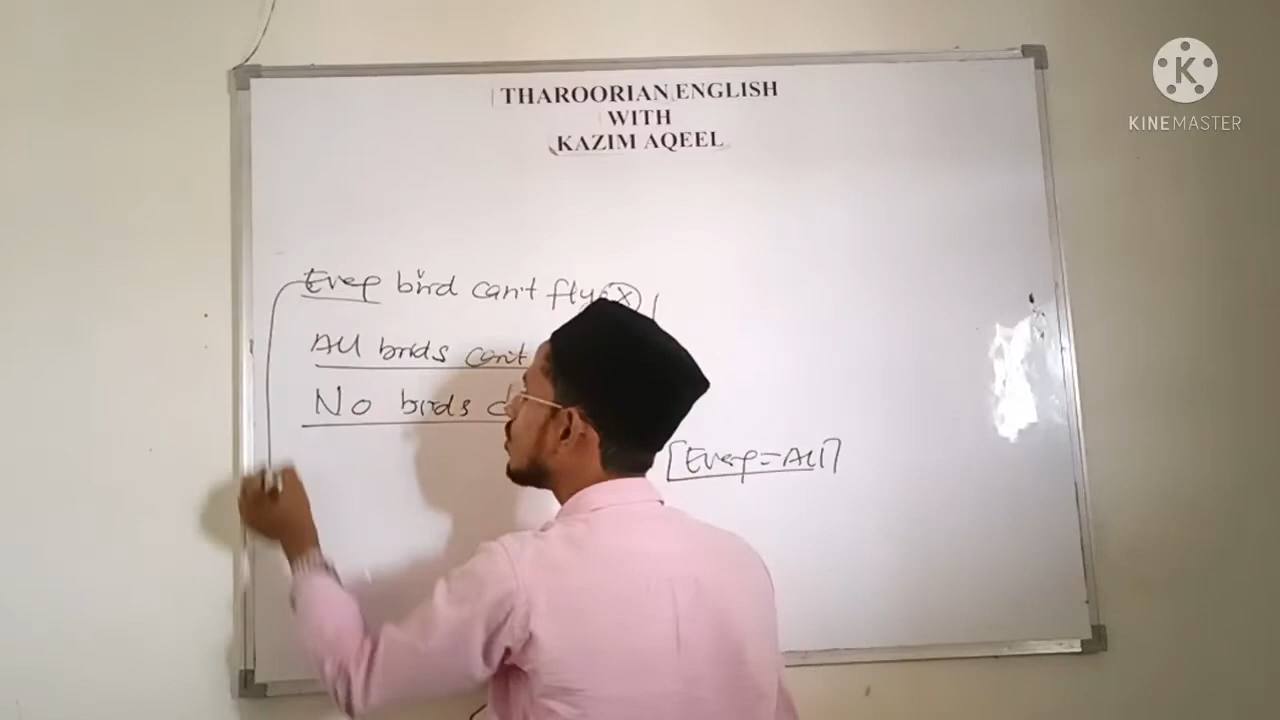 THAROORIAN ENGLISH
WITH
KAZIM AQEEL
KINEMASTER
Every bird can't fly (x)
All birds can't
No birds
[Every = All]